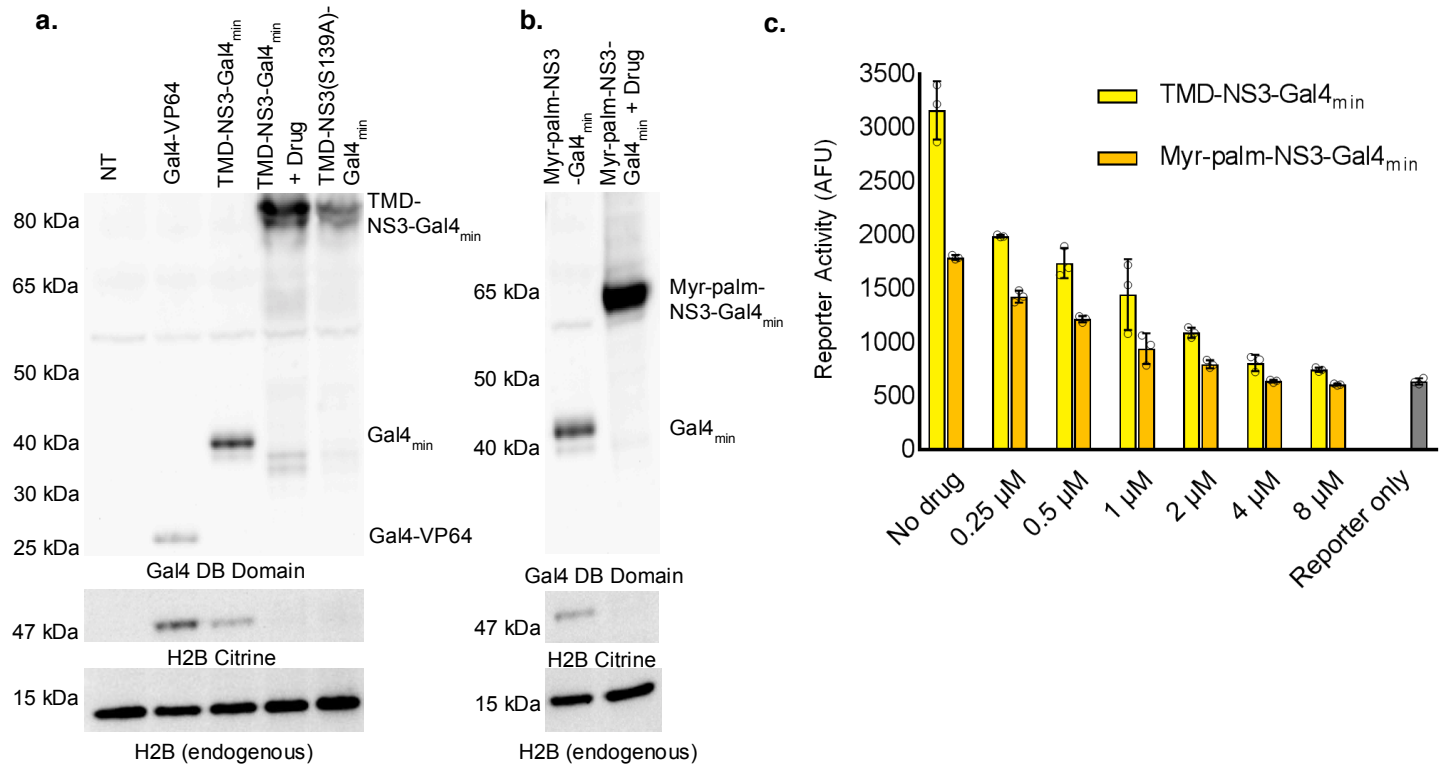 a.
NT
Gal4-VP64
TMD-NS3-Gal4min
TMD-NS3-Gal4min
+ Drug
TMD-NS3(S139A)-
Gal4min
80 kDa
65 kDa
50 kDa
40 kDa
30 kDa
25 kDa
TMD-
NS3-Gal4min
Gal4min
Gal4-VP64
Gal4 DB Domain
47 kDa
H2B Citrine
15 kDa
H2B (endogenous)
b.
Myr-palm-NS3
-Gal4min
Myr-palm-NS3-
Gal4min + Drug
65 kDa
50 kDa
40 kDa
Myr-palm-
NS3-Gal4min
Gal4min
Gal4 DB Domain
47 kDa
H2B Citrine
15 kDa
H2B (endogenous)
c.
Reporter Activity (AFU)
3500
3000
2500
2000
1500
1000
500
0
TMD-NS3-Gal4min
Myr-palm-NS3-Gal4min
No drug
0.25 µM
0.5 µM
1 µM
2 µM
4 µM
8 µM
Reporter only